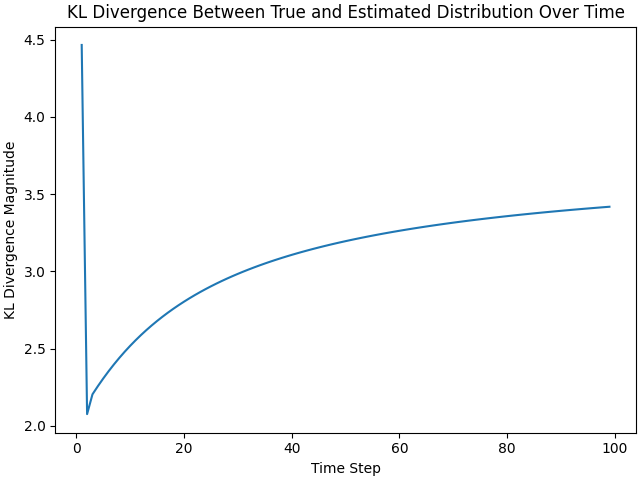 KL Divergence Between True and Estimated Distribution Over Time
4.5
4.0
3.5
3.0
2.5
2.0
KL Divergence Magnitude
0 20 40 60 80 100
Time Step